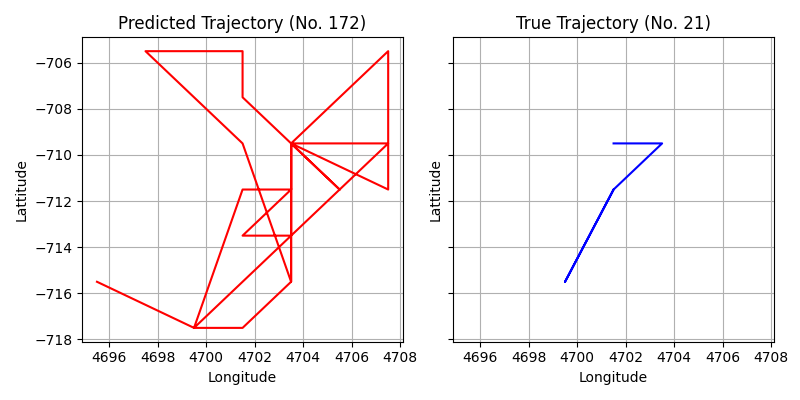 Predicted Trajectory (No. 172)
True Trajectory (No. 21)
−706
−708
−710
−712
−714
−716
−718
Lattitude
Lattitude
4696 4698 4700 4702 4704 4706 4708
4696 4698 4700 4702 4704 4706 4708
Longitude
Longitude